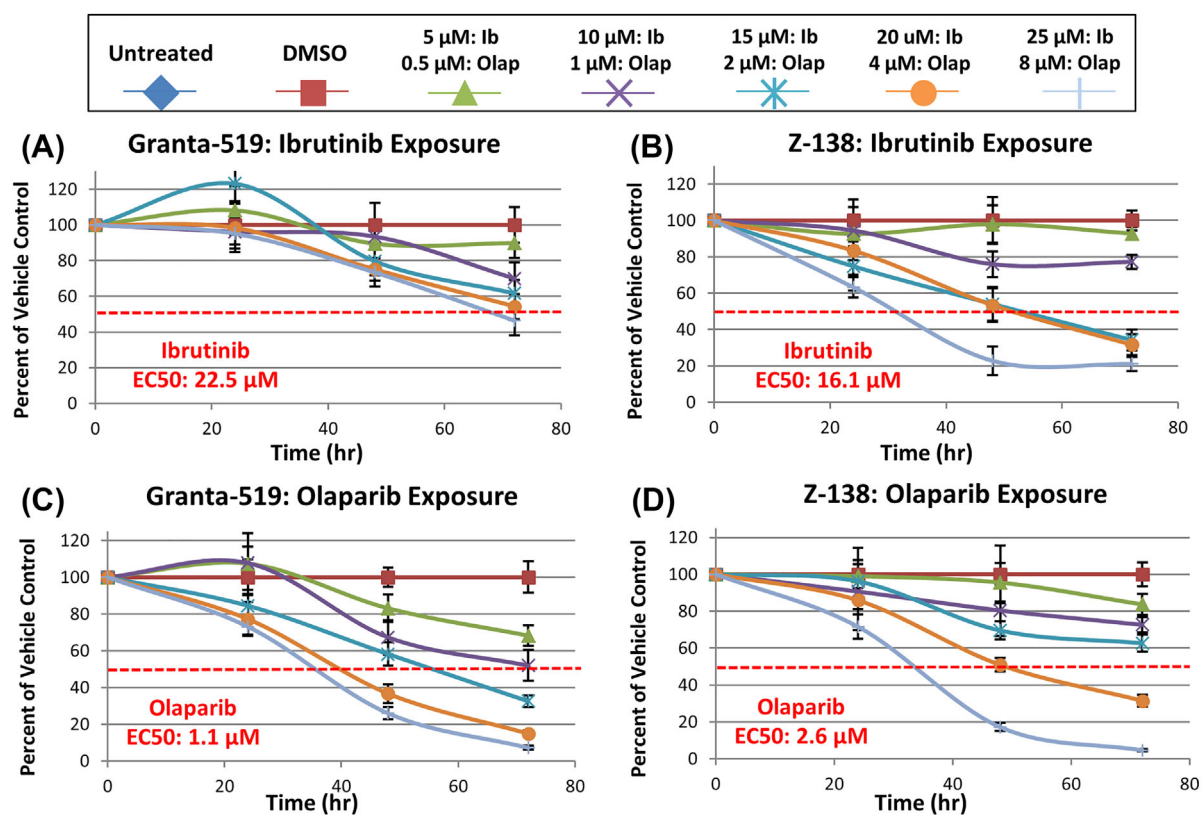 Untreated
DMSO
5 µM: Ib
0.5 µM: Olap
10 µM: Ib
1 µM: Olap
15 µM: Ib
2 µM: Olap
20 uM: Ib
4 µM: Olap
25 µM: Ib
8 µM: Olap
(A)
Granta-519: Ibrutinib Exposure
Percent of Vehicle Control
120
100
80
60
40
20
0
Ibrutinib
EC50: 22.5 µM
0 20 40 60 80
Time (hr)
(B)
Z-138: Ibrutinib Exposure
Percent of Vehicle Control
120
100
80
60
40
20
0
Ibrutinib
EC50: 16.1 µM
0 20 40 60 80
Time (hr)
(C)
Granta-519: Olaparib Exposure
Percent of Vehicle Control
120
100
80
60
40
20
0
Olaparib
EC50: 1.1 µM
0 20 40 60 80
Time (hr)
(D)
Z-138: Olaparib Exposure
Percent of Vehicle Control
120
100
80
60
40
20
0
Olaparib
EC50: 2.6 µM
0 20 40 60 80
Time (hr)